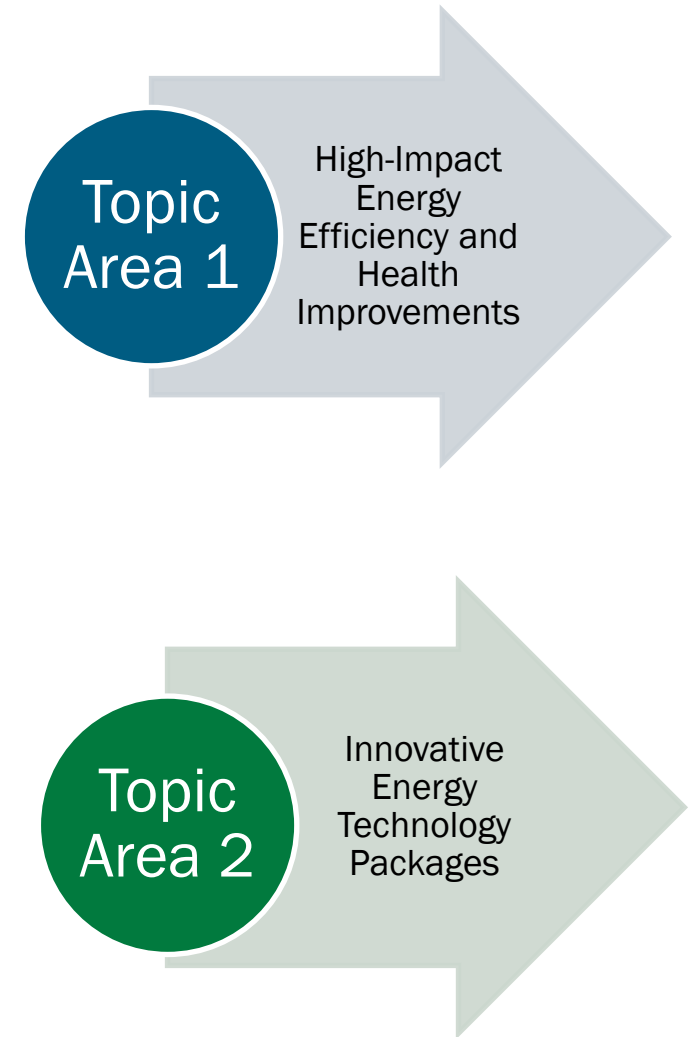 Topic
Area 1
High-Impact
Energy
Efficiency and
Health
Improvements
Topic
Area 2
Innovative
Energy
Technology
Packages